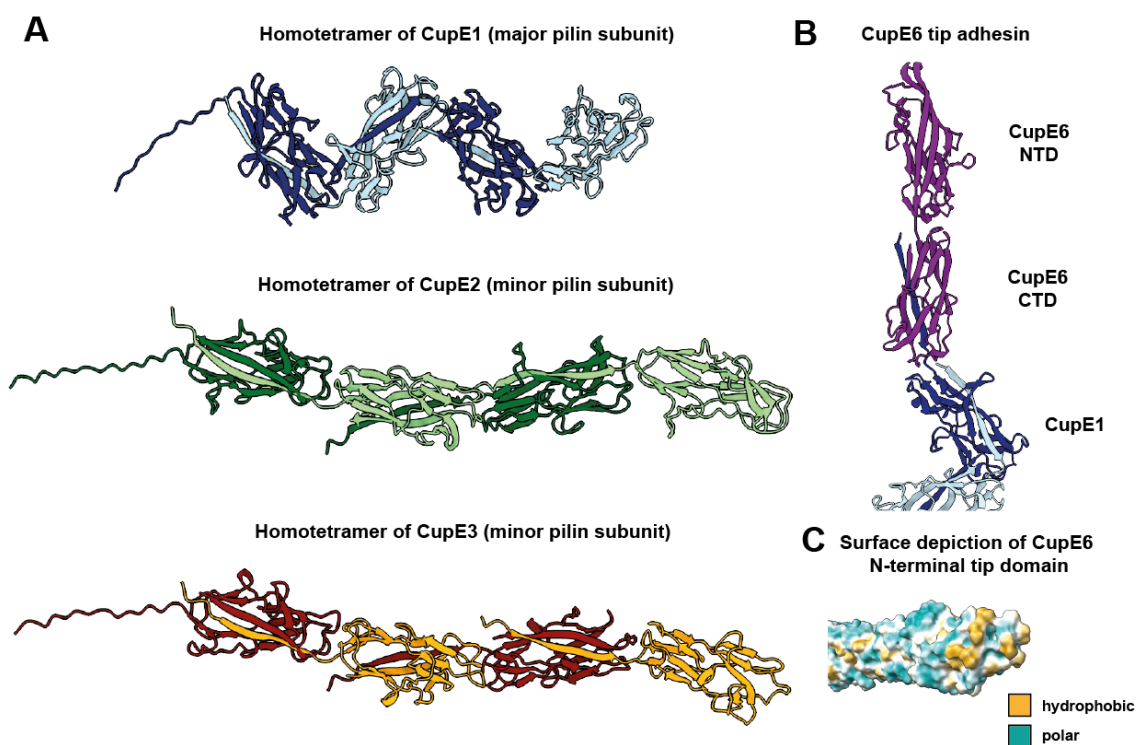 A
Homotetramer of CupE1 (major pilin subunit)
Homotetramer of CupE2 (minor pilin subunit)
Homotetramer of CupE3 (minor pilin subunit)
B
CupE6 tip adhesin
CupE6
NTD
CupE6
CTD
CupE1
C
Surface depiction of CupE6
N-terminal tip domain
hydrophobic
polar